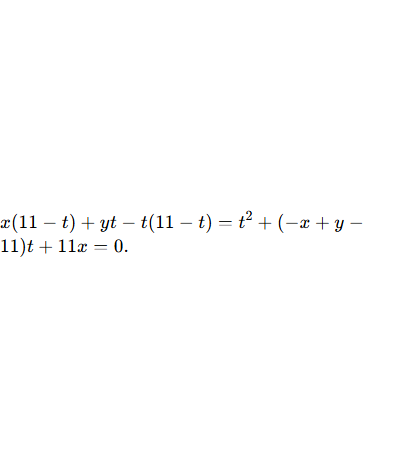 x(11 − t) + yt − t(11 − t) = t² + (−x + y −
11)t + 11x = 0.